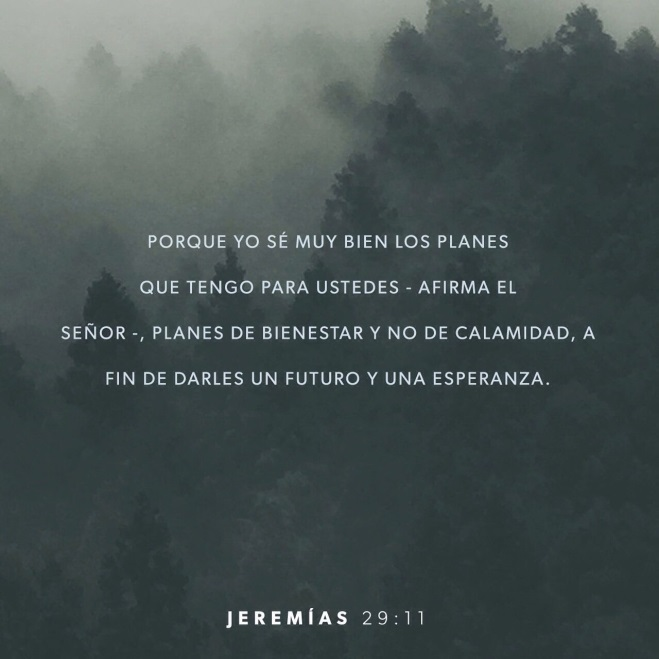 PORQUE YO SÉ MUY BIEN LOS PLANES
QUE TENGO PARA USTEDES - AFIRMA EL
SEÑOR -, PLANES DE BIENESTAR Y NO DE CALAMIDAD, A
FIN DE DARLES UN FUTURO Y UNA ESPERANZA.
JEREMÍAS 29:11